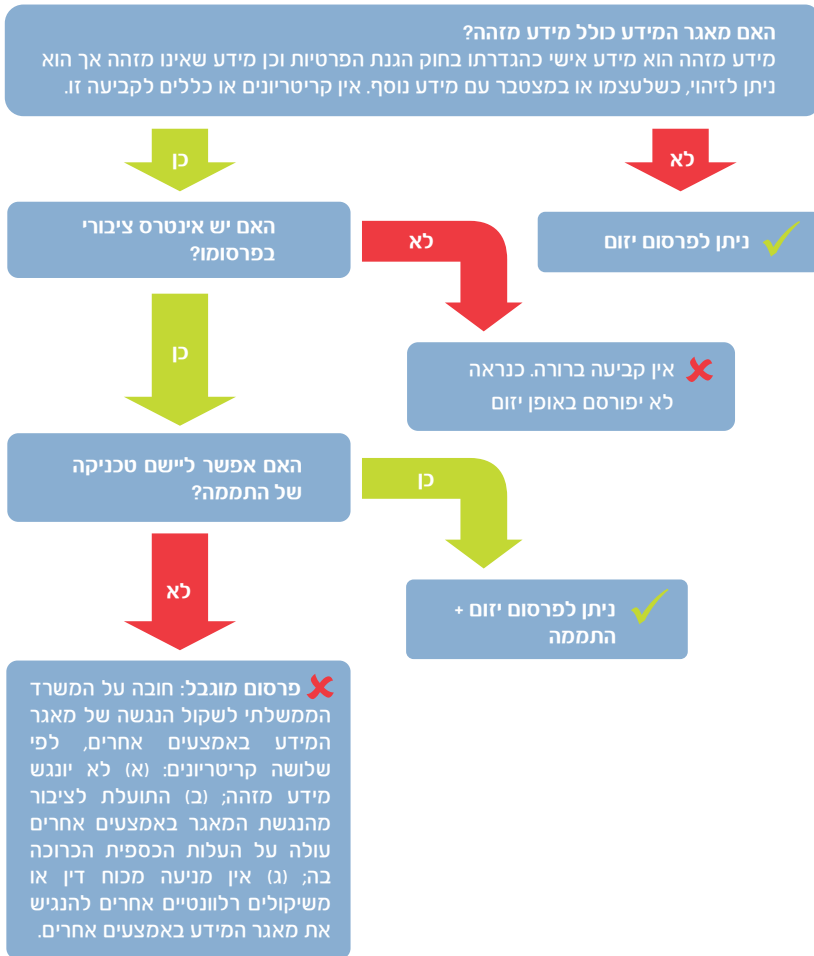 האם מאגר המידע כולל מידע מזהה?
מידע מזהה הוא מידע אישי כהגדרתו בחוק הגנת הפרטיות וכן מידע שאינו מזהה אך הוא
ניתן לזיהוי, כשלעצמו או במצטבר עם מידע נוסף. אין קריטריונים או כללים לקביעה זו.
לא
כן
ניתן לפרסום יזום
האם יש אינטרס ציבורי
בפרסומו?
לא
כן
אין קביעה ברורה. כנראה
לא יפורסם באופן יזום
האם אפשר ליישם טכניקה
של התממה?
כן
לא
ניתן לפרסום יזום +
התממה
פרסום מוגבל: חובה על המשרד
הממשלתי לשקול הנגשה של מאגר
המידע באמצעים אחרים, לפי
שלושה קריטריונים: (א) לא יונגש
מידע מזהה; (ב) התועלת לציבור
מהנגשת המאגר באמצעים אחרים
עולה על העלות הכספית הכרוכה
בה; (ג) אין מניעה מכוח דין או
משיקולים רלוונטיים אחרים להנגיש
את מאגר המידע באמצעים אחרים.